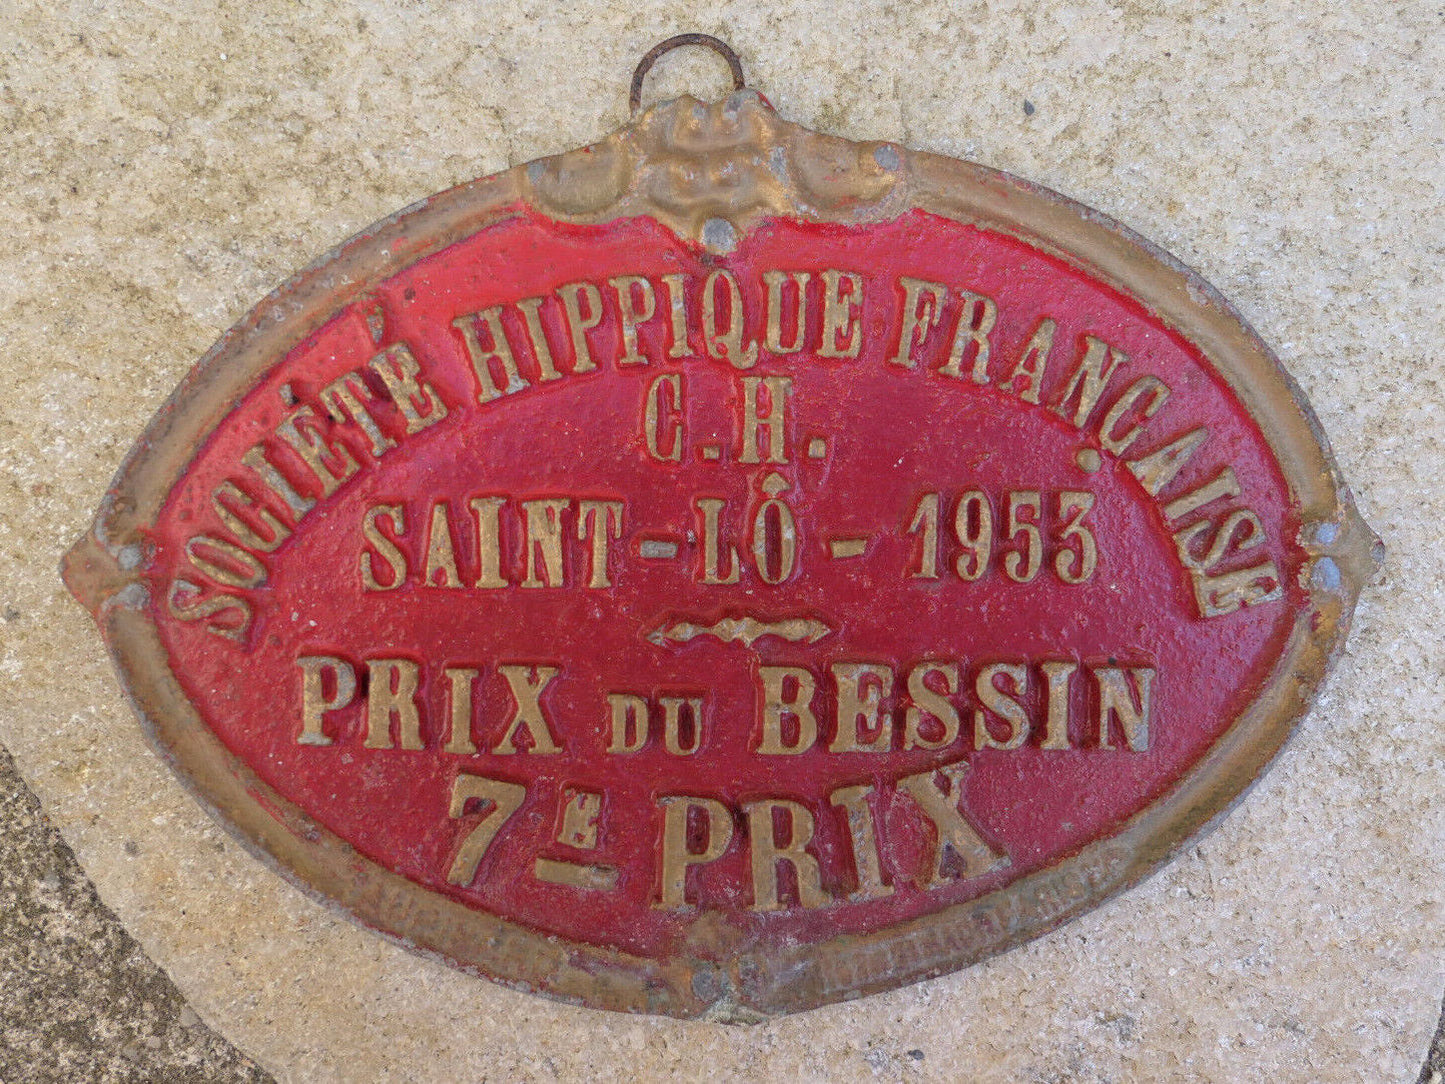 SOCIÉTÉ HIPPIQUE FRANÇAISE
C.H.
SAINT-LÔ-1953
PRIX DU BESSIN
7E PRIX